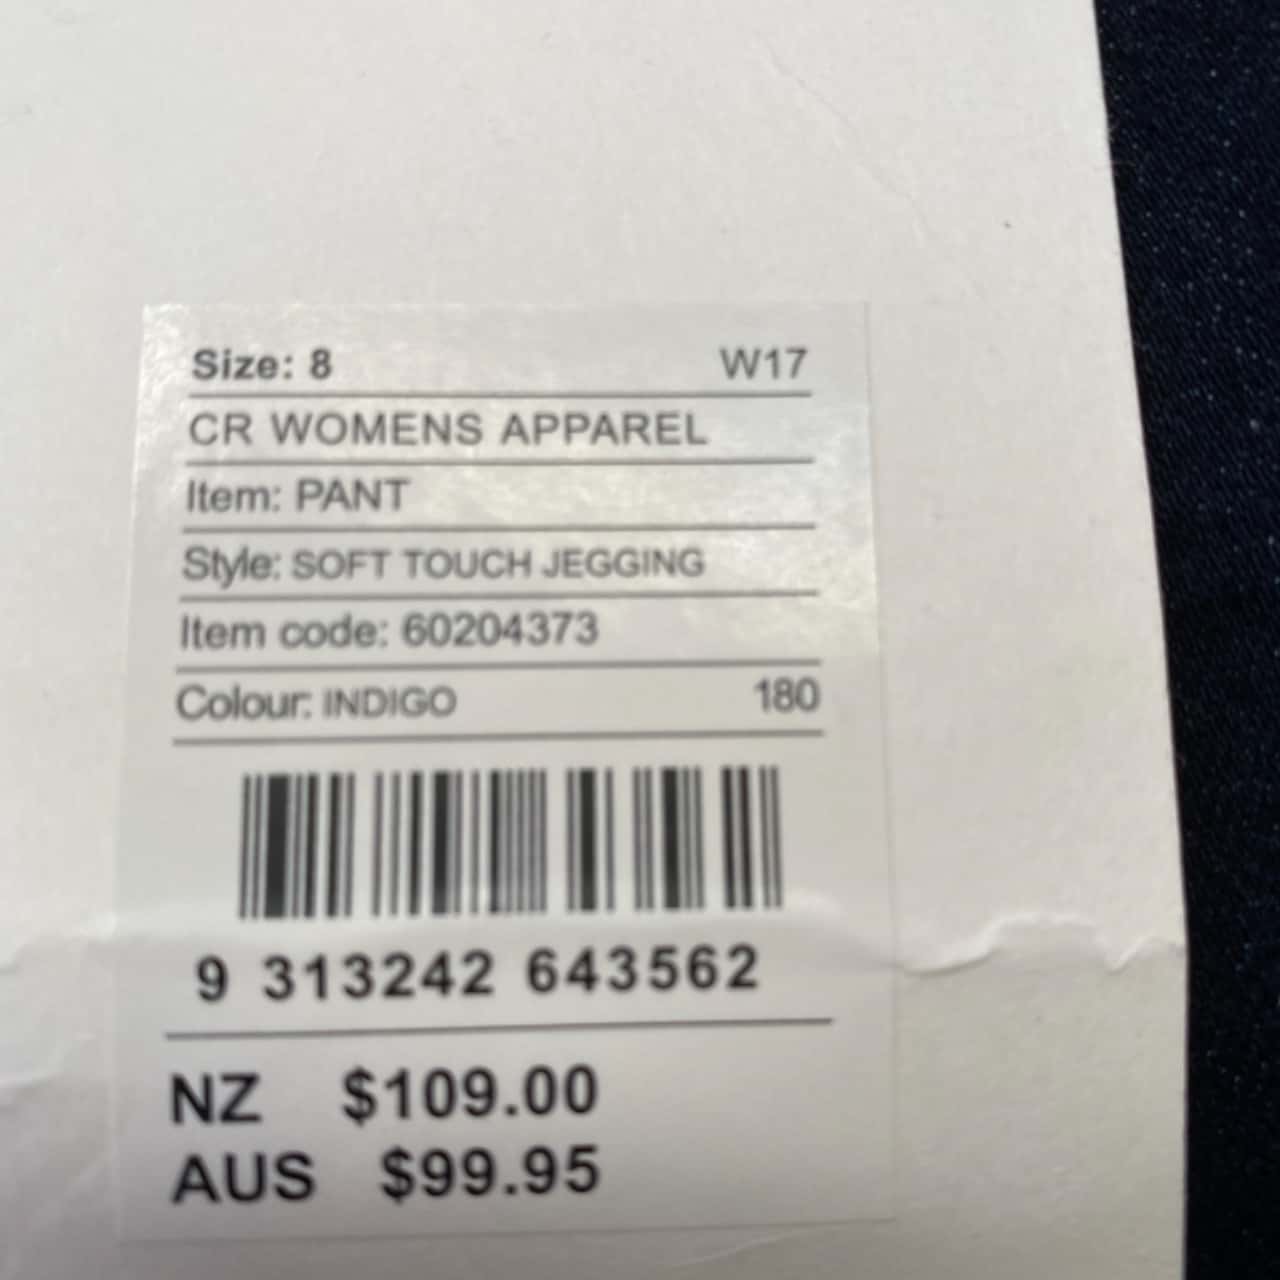 Size: 8 W17
CR WOMENS APPAREL
Item: PANT
Style: SOFT TOUCH JEGGING
Item code: 60204373
Colour: INDIGO 180
9 313242 643562
NZ $109.00
AUS $99.95